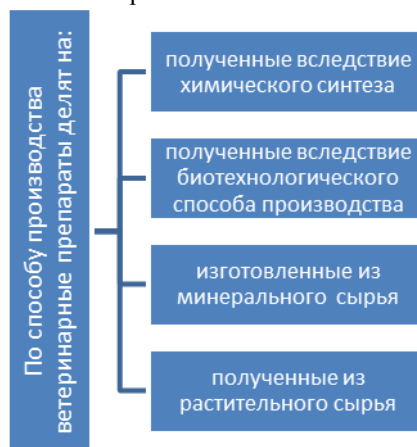 По способу производства
ветеринарные препараты делят на:
полученные вследствие
химического синтеза
полученные вследствие
биотехнологического
способа производства
изготовленные из
минерального сырья
полученные из
растительного сырья